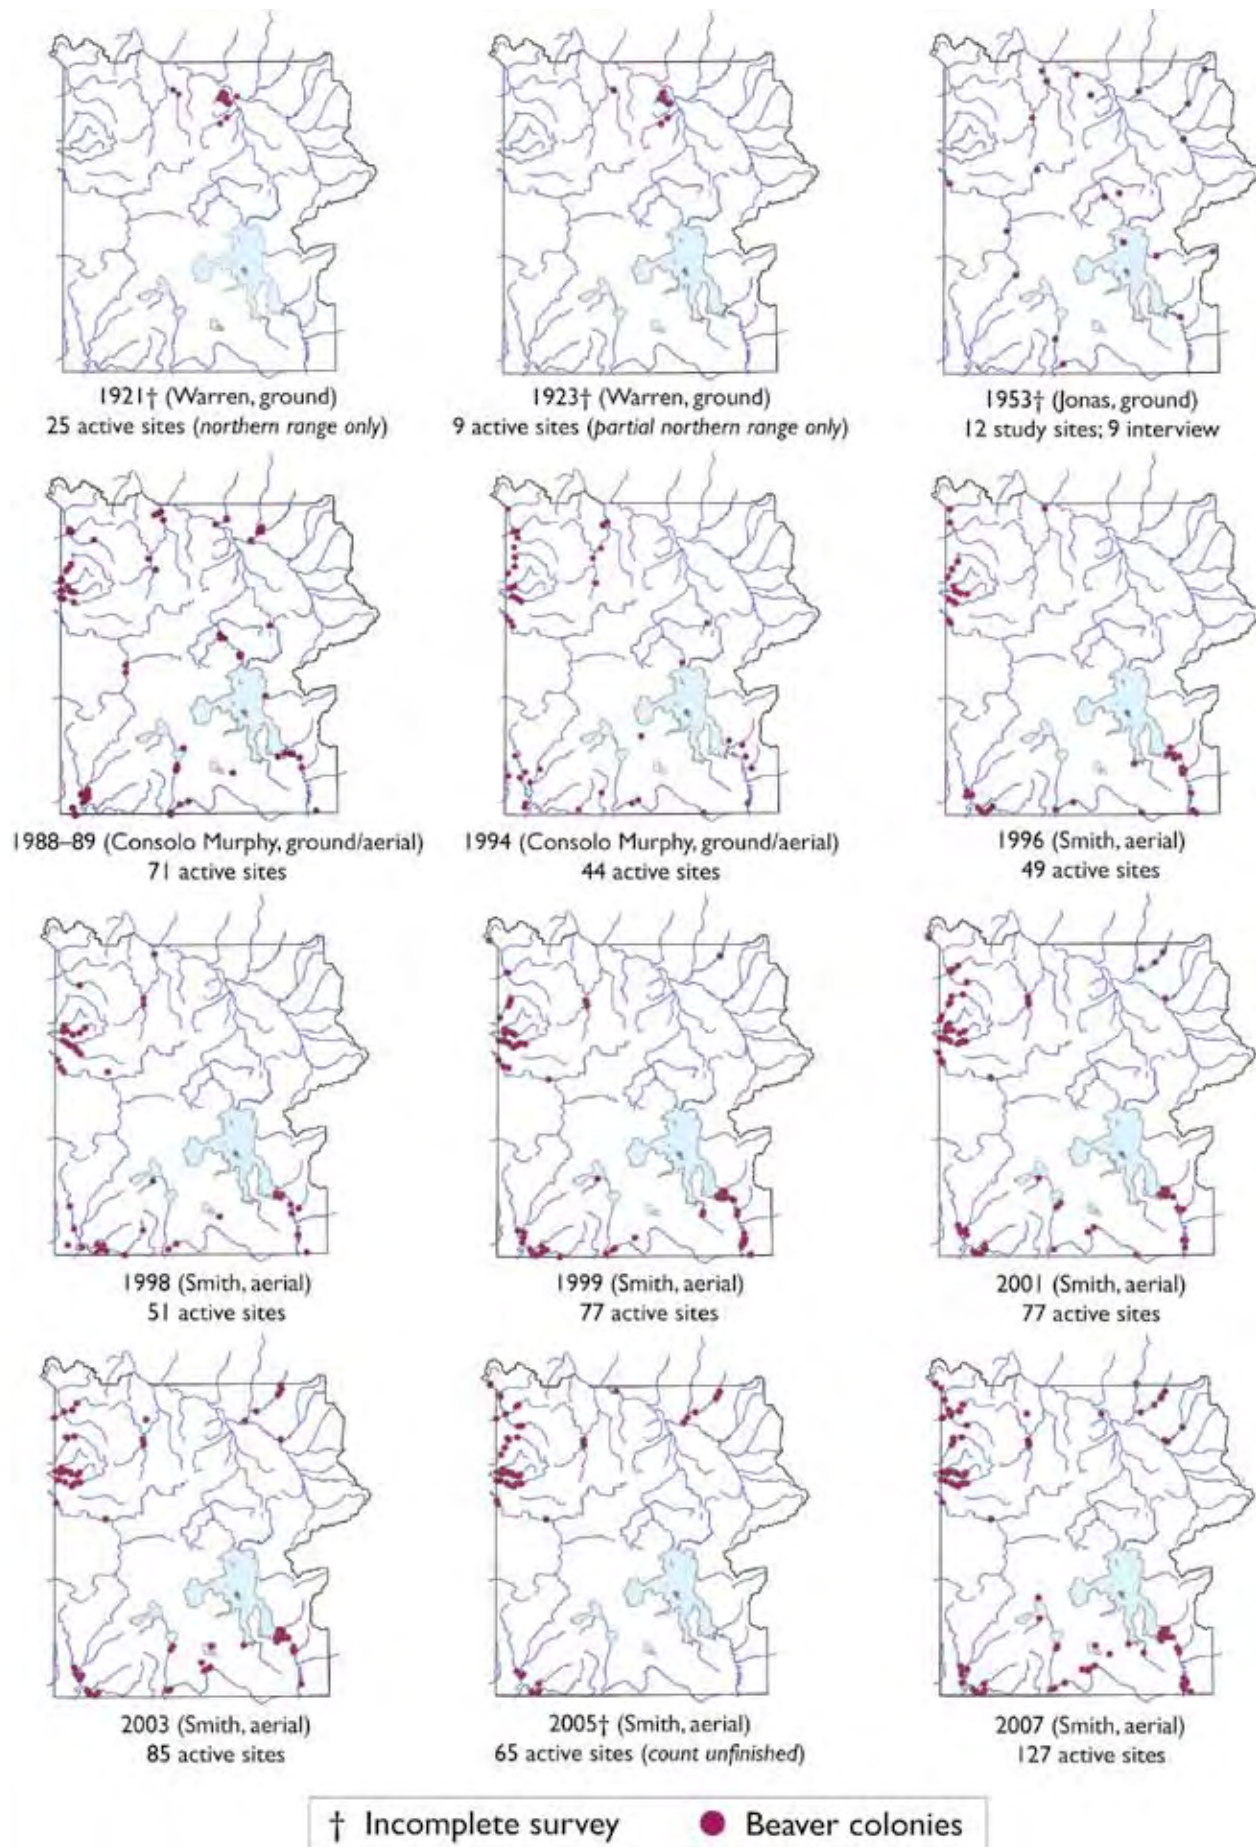 1921† (Warren, ground)
25 active sites (northern range only)
1923† (Warren, ground)
9 active sites (partial northern range only)
1953† (Jonas, ground)
12 study sites; 9 interview
1988–89 (Consolo Murphy, ground/aerial)
71 active sites
1994 (Consolo Murphy, ground/aerial)
44 active sites
1996 (Smith, aerial)
49 active sites
1998 (Smith, aerial)
51 active sites
1999 (Smith, aerial)
77 active sites
2001 (Smith, aerial)
77 active sites
2003 (Smith, aerial)
85 active sites
2005† (Smith, aerial)
65 active sites (count unfinished)
2007 (Smith, aerial)
127 active sites
† Incomplete survey
Beaver colonies